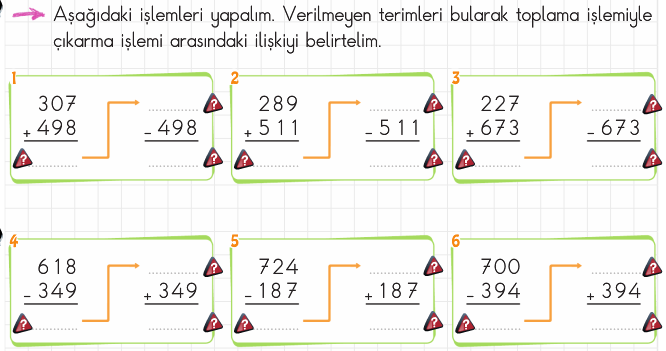 Aşağıdaki işlemleri yapalım. Verilmeyen terimleri bularak toplama işlemiyle
çıkarma işlemi arasındaki ilişkiyi belirtelim.
1
307 ..........
+ 498 - 498
? .......... ? .......... ?
2
289 ..........
+ 511 - 511
? .......... ? .......... ?
3
227 ..........
+ 673 - 673
? .......... ? .......... ?
4
618 ..........
- 349 + 349
? .......... ? .......... ?
5
724 ..........
- 187 + 187
? .......... ? .......... ?
6
700 ..........
- 394 + 394
? .......... ? .......... ?